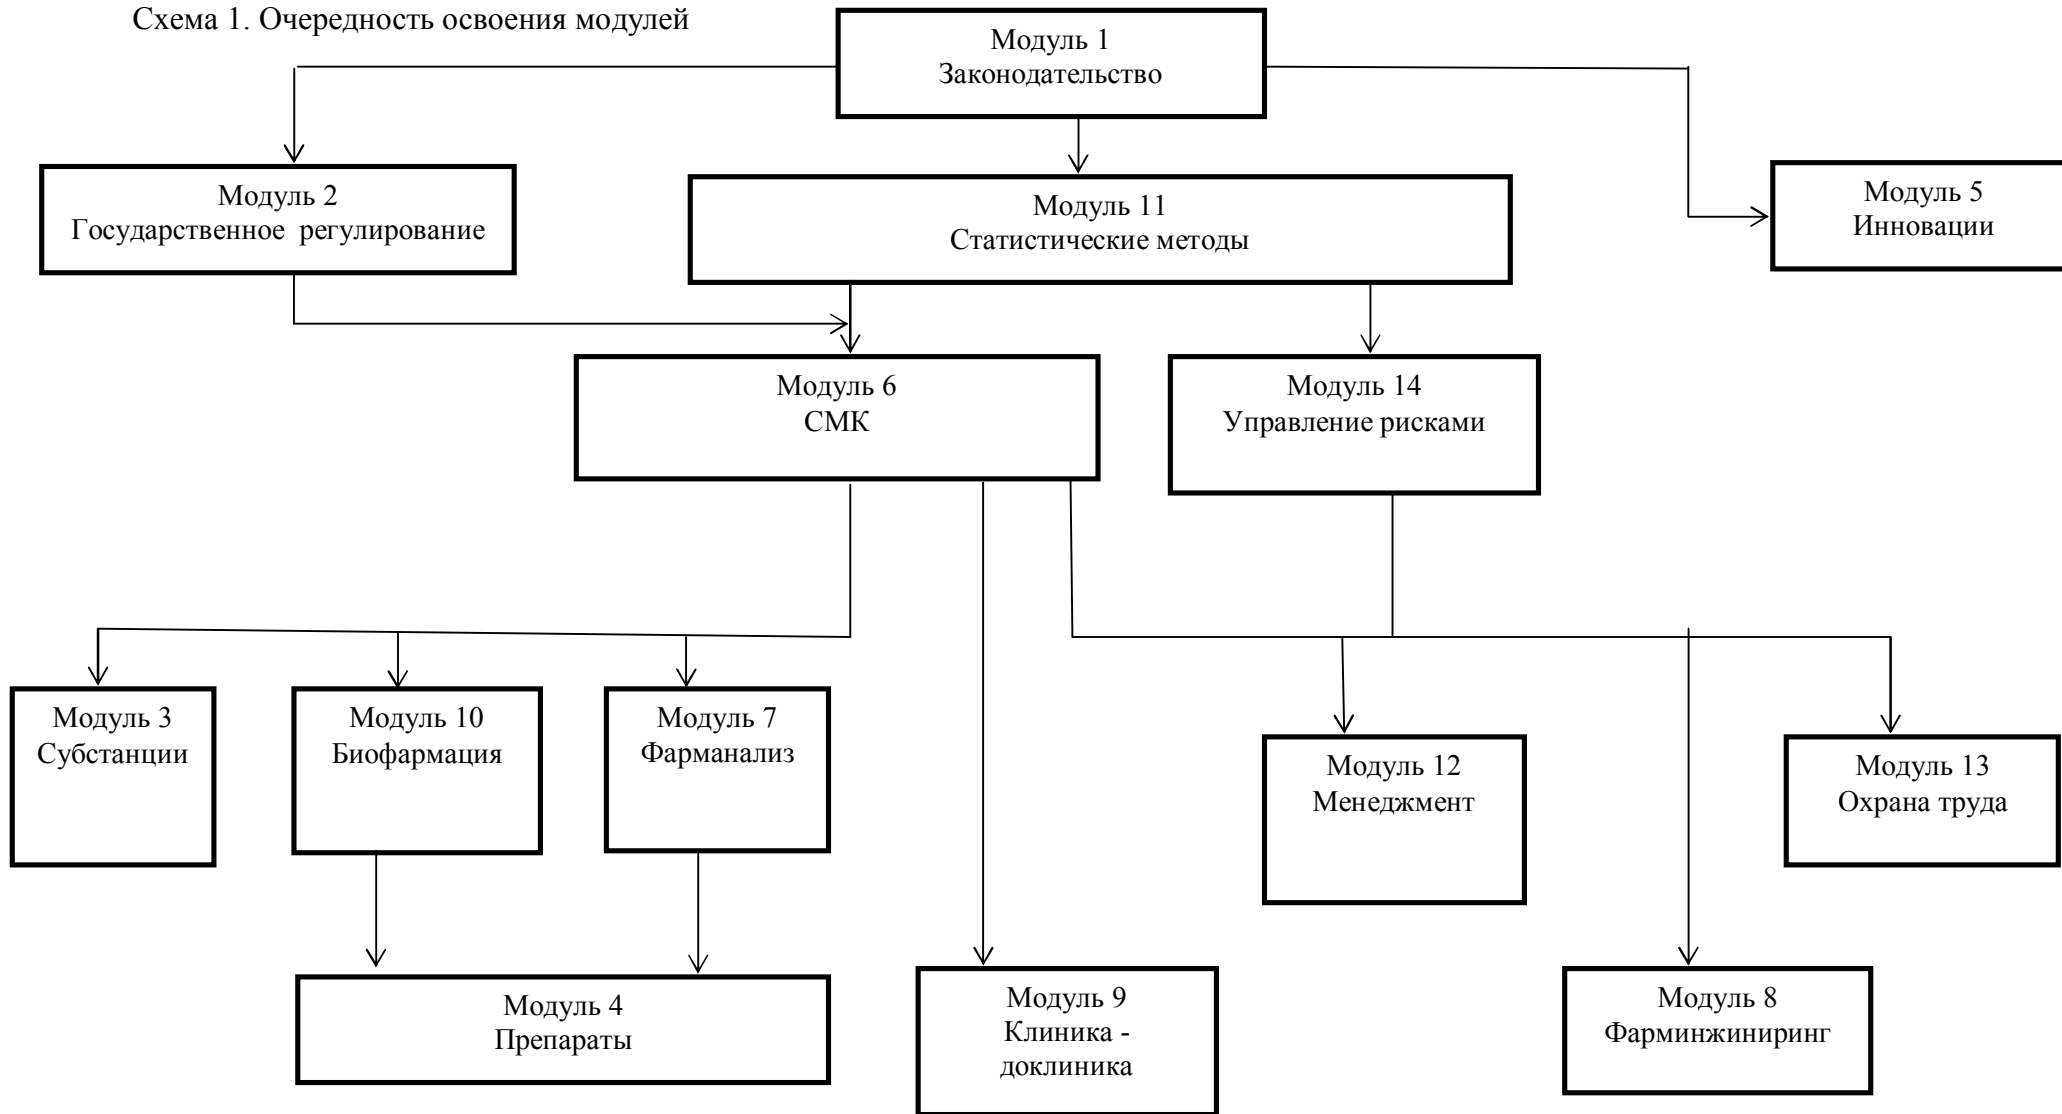 Схема 1. Очередность освоения модулей
Модуль 1
Законодательство
Модуль 2
Государственное регулирование
Модуль 11
Статистические методы
Модуль 5
Инновации
Модуль 6
СМК
Модуль 14
Управление рисками
Модуль 3
Субстанции
Модуль 10
Биофармация
Модуль 7
Фарманализ
Модуль 12
Менеджмент
Модуль 13
Охрана труда
Модуль 4
Препараты
Модуль 9
Клиника -
доклиника
Модуль 8
Фарминжиниринг